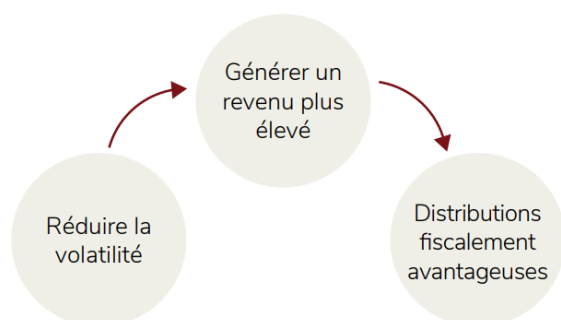 Générer un
revenu plus
élevé
Réduire la
volatilité
Distributions
fiscalement
avantageuses